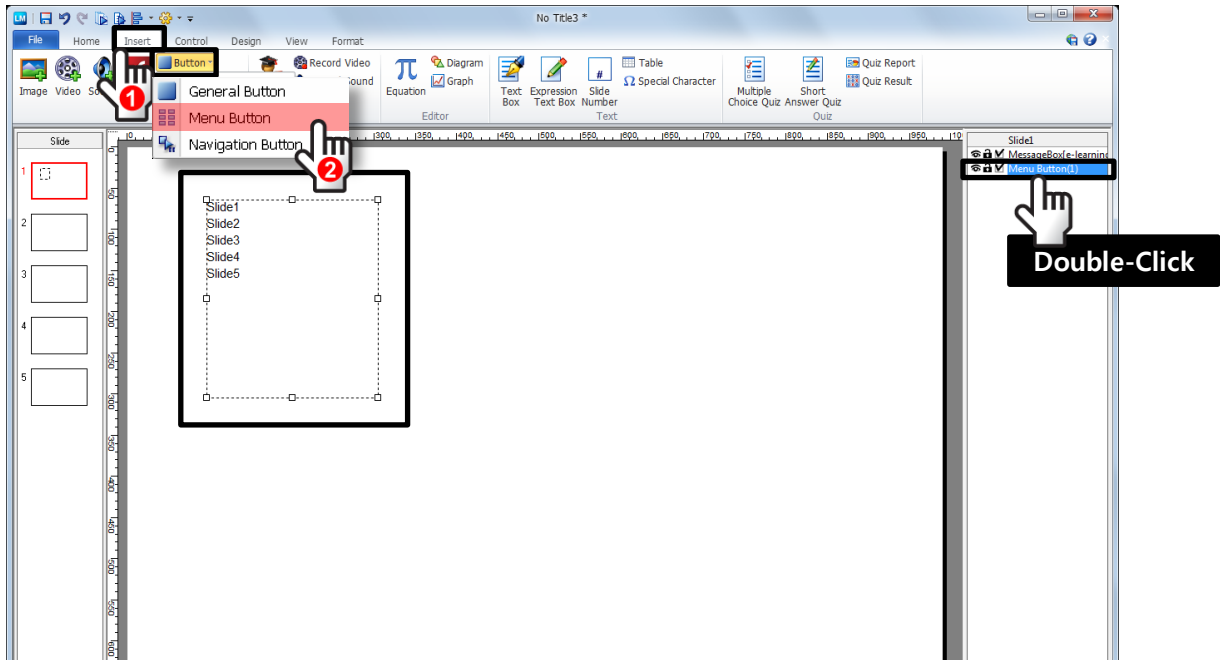 LM
No Title3 *
File Home Insert Control Design View Format
Button
Record Video
Diagram
Table
Quiz Report
Graph
Special Character
Quiz Result
Image Video
Equation
Text Box
Expression Text Box
Slide Number
Multiple Choice Quiz
Short Answer Quiz
Editor
Text
Quiz
General Button
Menu Button
Navigation Button
1
2
Slide
1
2
3
4
5
Slide1
Slide2
Slide3
Slide4
Slide5
Slide1
MessageBox[e-learning
Menu Button(1)
Double-Click